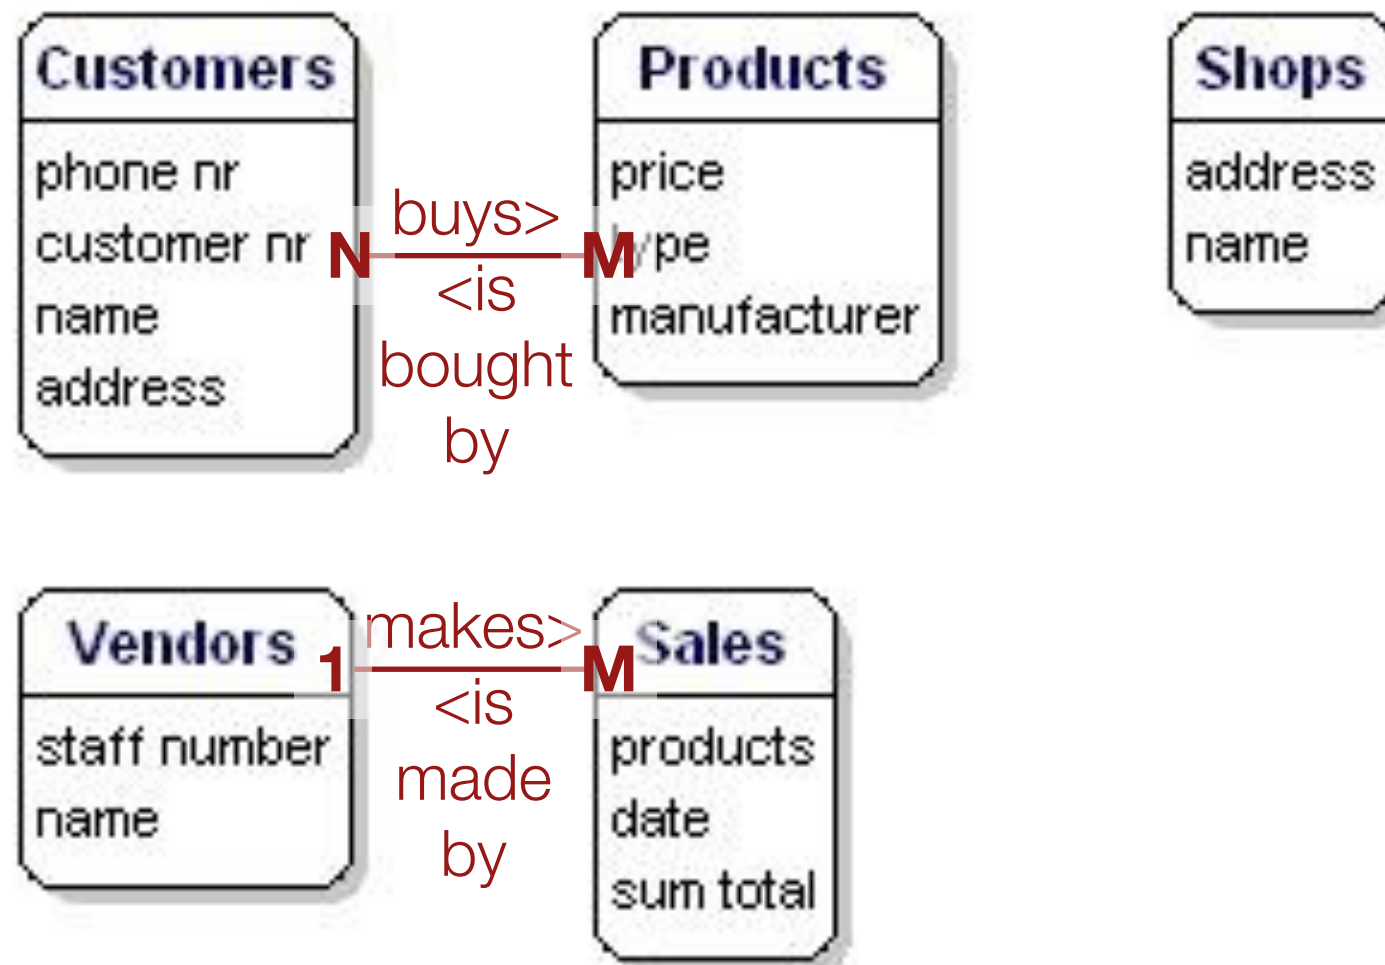 Customers
phone nr
customer nr
name
address
N
buys>
<is
bought
by
M
Products
price
type
manufacturer
Shops
address
name
Vendors
staff number
name
1
makes>
<is
made
by
M
Sales
products
date
sum total